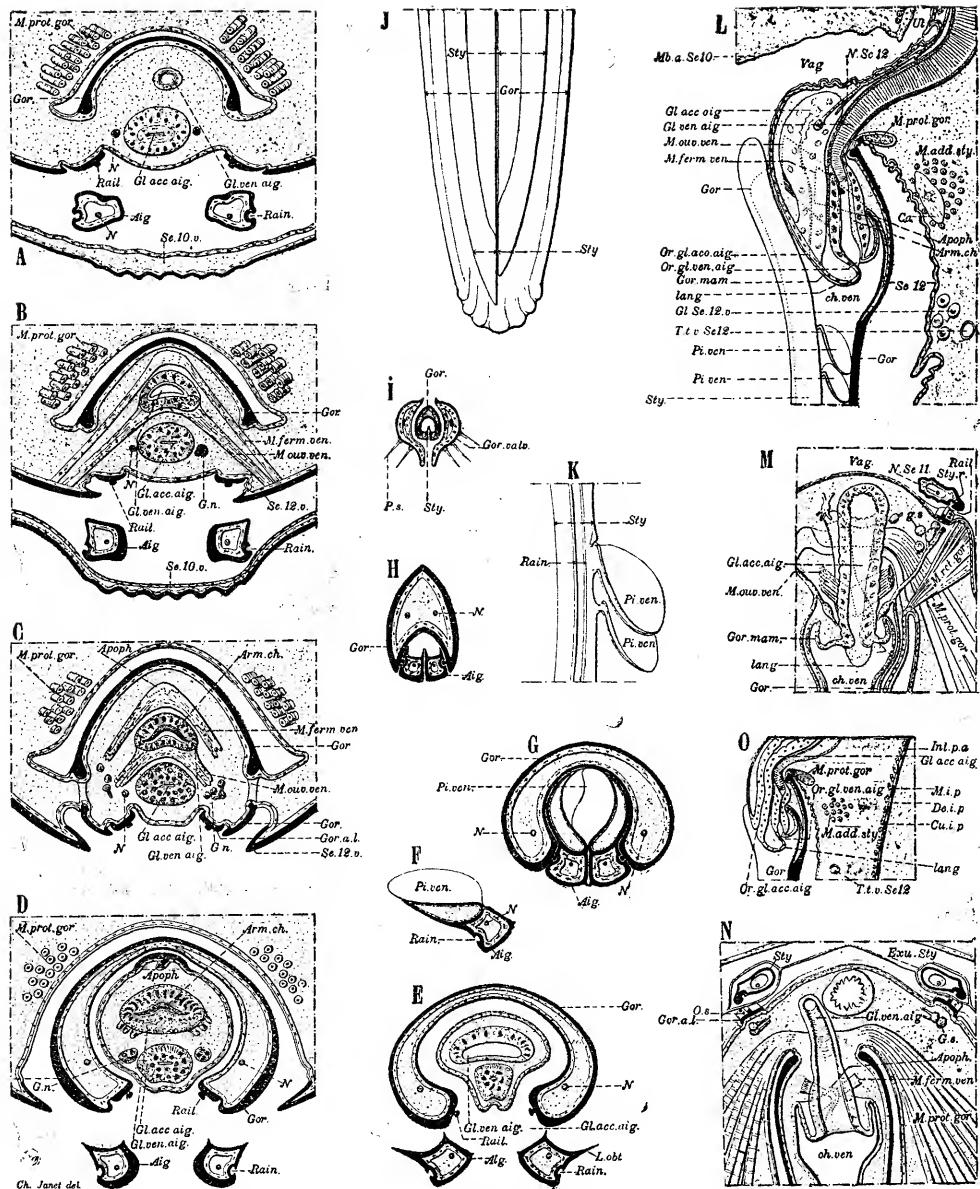 A
M.prot.gor.
Gor.
N
Rail.
Gl.acc aig.
Gl.ven aig.
Aig
Rain.
N
Se.10.v.
B
M.prot.gor.
Gor.
M.ferm.ven.
M.ouv.ven.
N
Gl.acc.aig.
Gl.ven.aig.
G.n.
Rail.
Se.12.v.
Aig
Rain.
Se.10.v.
C
M.prot.gor.
Apoph
Arm.ch.
M.ferm ven
Gor
M.ouv.ven.
Gor.
Gor.a.l.
Se.12.v.
N
Gl acc aig.
G.n.
Gl.ven aig.
D
M.prot.gor.
Arm.ch.
Apoph
G.n.
N
Rail.
Gor.
Gl.acc aig.
Gl.ven.aig.
Aig
Rain.
Ch. Janet del.
J
Sty
Gor
Sty
i
Gor.
Gor.valv.
P.s.
Sty.
H
N
Gor
Aig.
K
Sty
Rain.
Pi.ven.
Pi.ven
G
Gor.
Pi.ven.
N
N
Aig.
F
Pi.ven.
N
Rain.
Aig.
E
Gor.
N
Gl.ven aig
Gl.acc.aig.
Rail.
Aig.
L.obt
Rain.
L
Ut.
Mb.a.Se10
Vag
N.Se.12
Gl acc aig
Gl ven aig
M.ouv.ven
M.ferm ven
M.prot.gor.
M.add.sty.
Gor
Ca.
Apoph
Arm.ch
Or.gl.acc.aig
Or.gl.ven.aig
Gor.mam
lang
ch.ven
Se 12
Gl Se.12.v
T.t v Se12
Pi.ven
Gor
Pi ven
Sty.
M
Vag.
N.Se 11.
Rail
Sty.r.
g.s
Gl.acc.aig
M.rd.gor.
M.ouv.ven.
M.prot.gor
Gor.mam.
lang
Gor.
ch.ven
O
Int.p.a
Gl acc aig
M.prot.gor
Or.gl.ven.aig
M.i.p
De.i.p
Cu.i.p
M.add.sty
lang
Gor
Or.gl.acc.aig
T.t.v.Se12
N
Sty
Exu.Sty
O.s
Gor.a.l.
Gl.ven.aig
G.s.
Apoph.
M.ferm.ven
M.prot.gor
ch.ven